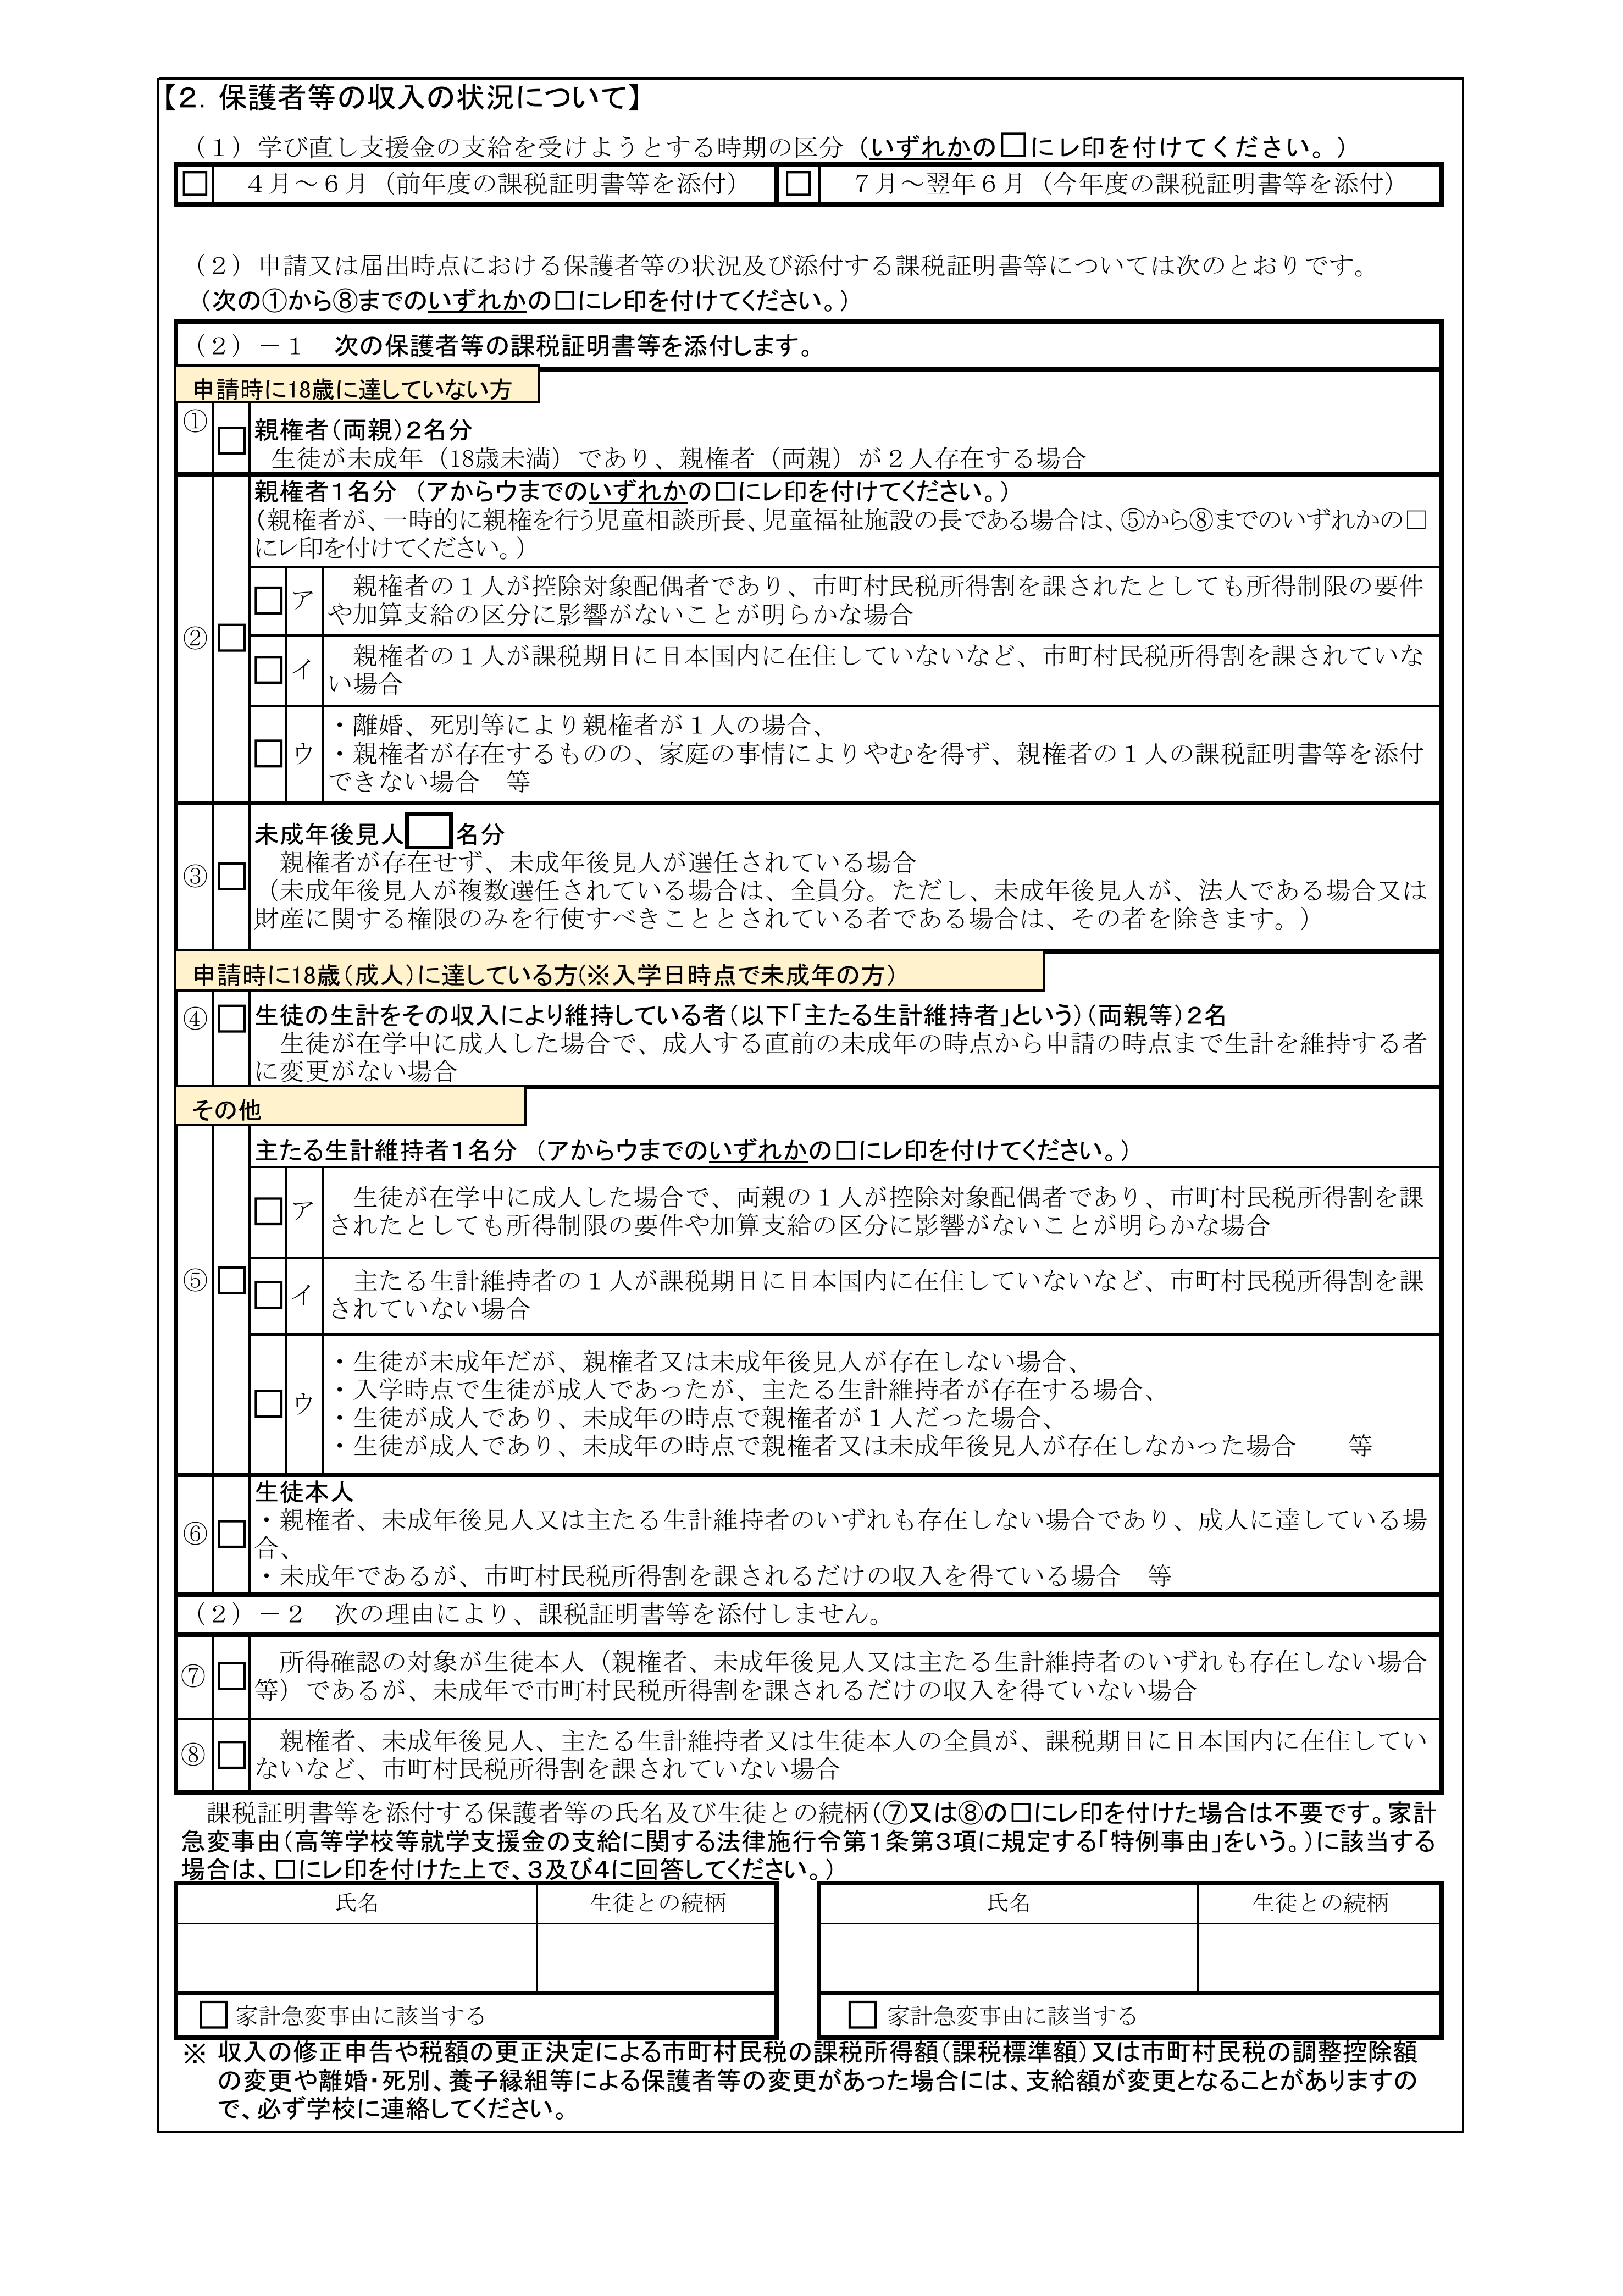 【２．保護者等の収入の状況について】
（１）学び直し支援金の支給を受けようとする時期の区分（いずれかの□にレ印を付けてください。）
□ ４月～６月（前年度の課税証明書等を添付） □ ７月～翌年６月（今年度の課税証明書等を添付）
（２）申請又は届出時点における保護者等の状況及び添付する課税証明書等については次のとおりです。
（次の①から⑧までのいずれかの□にレ印を付けてください。）
（２）－１　次の保護者等の課税証明書等を添付します。
申請時に18歳に達していない方
① □ 親権者（両親）２名分
生徒が未成年（18歳未満）であり、親権者（両親）が２人存在する場合
② □ 親権者１名分（アからウまでのいずれかの□にレ印を付けてください。）
（親権者が、一時的に親権を行う児童相談所長、児童福祉施設の長である場合は、⑤から⑧までのいずれかの□
にレ印を付けてください。）
□ ア　親権者の１人が控除対象配偶者であり、市町村民税所得割を課されたとしても所得制限の要件
や加算支給の区分に影響がないことが明らかな場合
□ イ　親権者の１人が課税期日に日本国内に在住していないなど、市町村民税所得割を課されていな
い場合
□ ウ ・離婚、死別等により親権者が１人の場合、
・親権者が存在するものの、家庭の事情によりやむを得ず、親権者の１人の課税証明書等を添付
できない場合　等
③ □ 未成年後見人□名分
親権者が存在せず、未成年後見人が選任されている場合
（未成年後見人が複数選任されている場合は、全員分。ただし、未成年後見人が、法人である場合又は
財産に関する権限のみを行使すべきこととされている者である場合は、その者を除きます。）
申請時に18歳（成人）に達している方（※入学日時点で未成年の方）
④ □ 生徒の生計をその収入により維持している者（以下「主たる生計維持者」という）（両親等）２名
生徒が在学中に成人した場合で、成人する直前の未成年の時点から申請の時点まで生計を維持する者
に変更がない場合
その他
⑤ □ 主たる生計維持者１名分（アからウまでのいずれかの□にレ印を付けてください。）
□ ア　生徒が在学中に成人した場合で、両親の１人が控除対象配偶者であり、市町村民税所得割を課
されたとしても所得制限の要件や加算支給の区分に影響がないことが明らかな場合
□ イ　主たる生計維持者の１人が課税期日に日本国内に在住していないなど、市町村民税所得割を課
されていない場合
□ ウ ・生徒が未成年だが、親権者又は未成年後見人が存在しない場合、
・入学時点で生徒が成人であったが、主たる生計維持者が存在する場合、
・生徒が成人であり、未成年の時点で親権者が１人だった場合、
・生徒が成人であり、未成年の時点で親権者又は未成年後見人が存在しなかった場合　　等
⑥ □ 生徒本人
・親権者、未成年後見人又は主たる生計維持者のいずれも存在しない場合であり、成人に達している場
合、
・未成年であるが、市町村民税所得割を課されるだけの収入を得ている場合　等
（２）－２　次の理由により、課税証明書等を添付しません。
⑦ □　所得確認の対象が生徒本人（親権者、未成年後見人又は主たる生計維持者のいずれも存在しない場合
等）であるが、未成年で市町村民税所得割を課されるだけの収入を得ていない場合
⑧ □　親権者、未成年後見人、主たる生計維持者又は生徒本人の全員が、課税期日に日本国内に在住してい
ないなど、市町村民税所得割を課されていない場合
課税証明書等を添付する保護者等の氏名及び生徒との続柄（⑦又は⑧の□にレ印を付けた場合は不要です。家計
急変事由（高等学校等就学支援金の支給に関する法律施行令第１条第３項に規定する「特例事由」をいう。）に該当する
場合は、□にレ印を付けた上で、３及び４に回答してください。）
氏名 生徒との続柄 氏名 生徒との続柄
□ 家計急変事由に該当する □ 家計急変事由に該当する
※ 収入の修正申告や税額の更正決定による市町村民税の課税所得額（課税標準額）又は市町村民税の調整控除額
の変更や離婚・死別、養子縁組等による保護者等の変更があった場合には、支給額が変更となることがありますの
で、必ず学校に連絡してください。